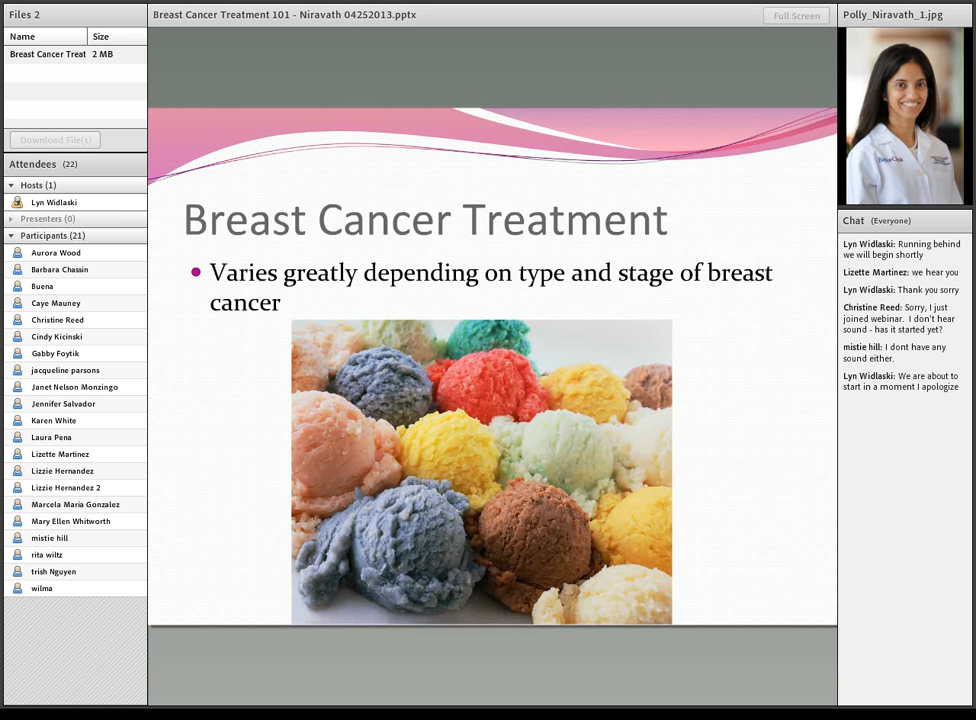 Files 2
Name Size
Breast Cancer Treat 2 MB
Download File(s)
Attendees (22)
Hosts (1)
Lyn Widlaski
Presenters (0)
Participants (21)
Aurora Wood
Barbara Chassin
Buena
Caye Mauney
Christine Reed
Cindy Kicinski
Gabby Foytik
jacqueline parsons
Janet Nelson Monzingo
Jennifer Salvador
Karen White
Laura Pena
Lizette Martinez
Lizzie Hernandez
Lizzie Hernandez 2
Marcela Maria Gonzalez
Mary Ellen Whitworth
mistie hill
rita wiltz
trish Nguyen
wilma
Breast Cancer Treatment 101 - Niravath 04252013.pptx
Full Screen
Breast Cancer Treatment
• Varies greatly depending on type and stage of breast
cancer
Polly_Niravath_1.jpg
Chat (Everyone)
Lyn Widlaski: Running behind
we will begin shortly
Lizette Martinez: we hear you
Lyn Widlaski: Thank you sorry
Christine Reed: Sorry, I just
joined webinar. I don't hear
sound - has it started yet?
mistie hill: I dont have any
sound either.
Lyn Widlaski: We are about to
start in a moment I apologize